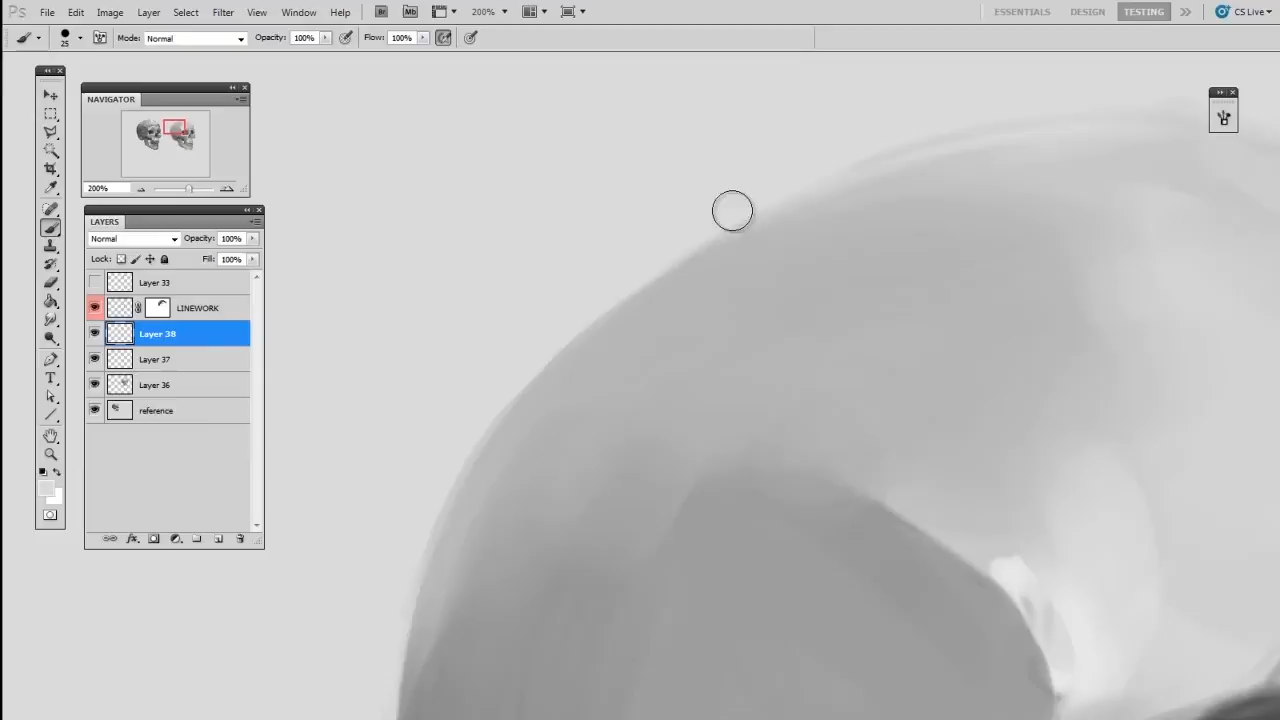 Ps File Edit Image Layer Select Filter View Window Help Br Mb 200% ESSENTIALS DESIGN TESTING CS Live
25 Mode: Normal Opacity: 100% Flow: 100%
NAVIGATOR
200%
LAYERS
Normal Opacity: 100%
Lock: Fill: 100%
Layer 33
LINEWORK
Layer 38
Layer 37
Layer 36
reference
T
fx